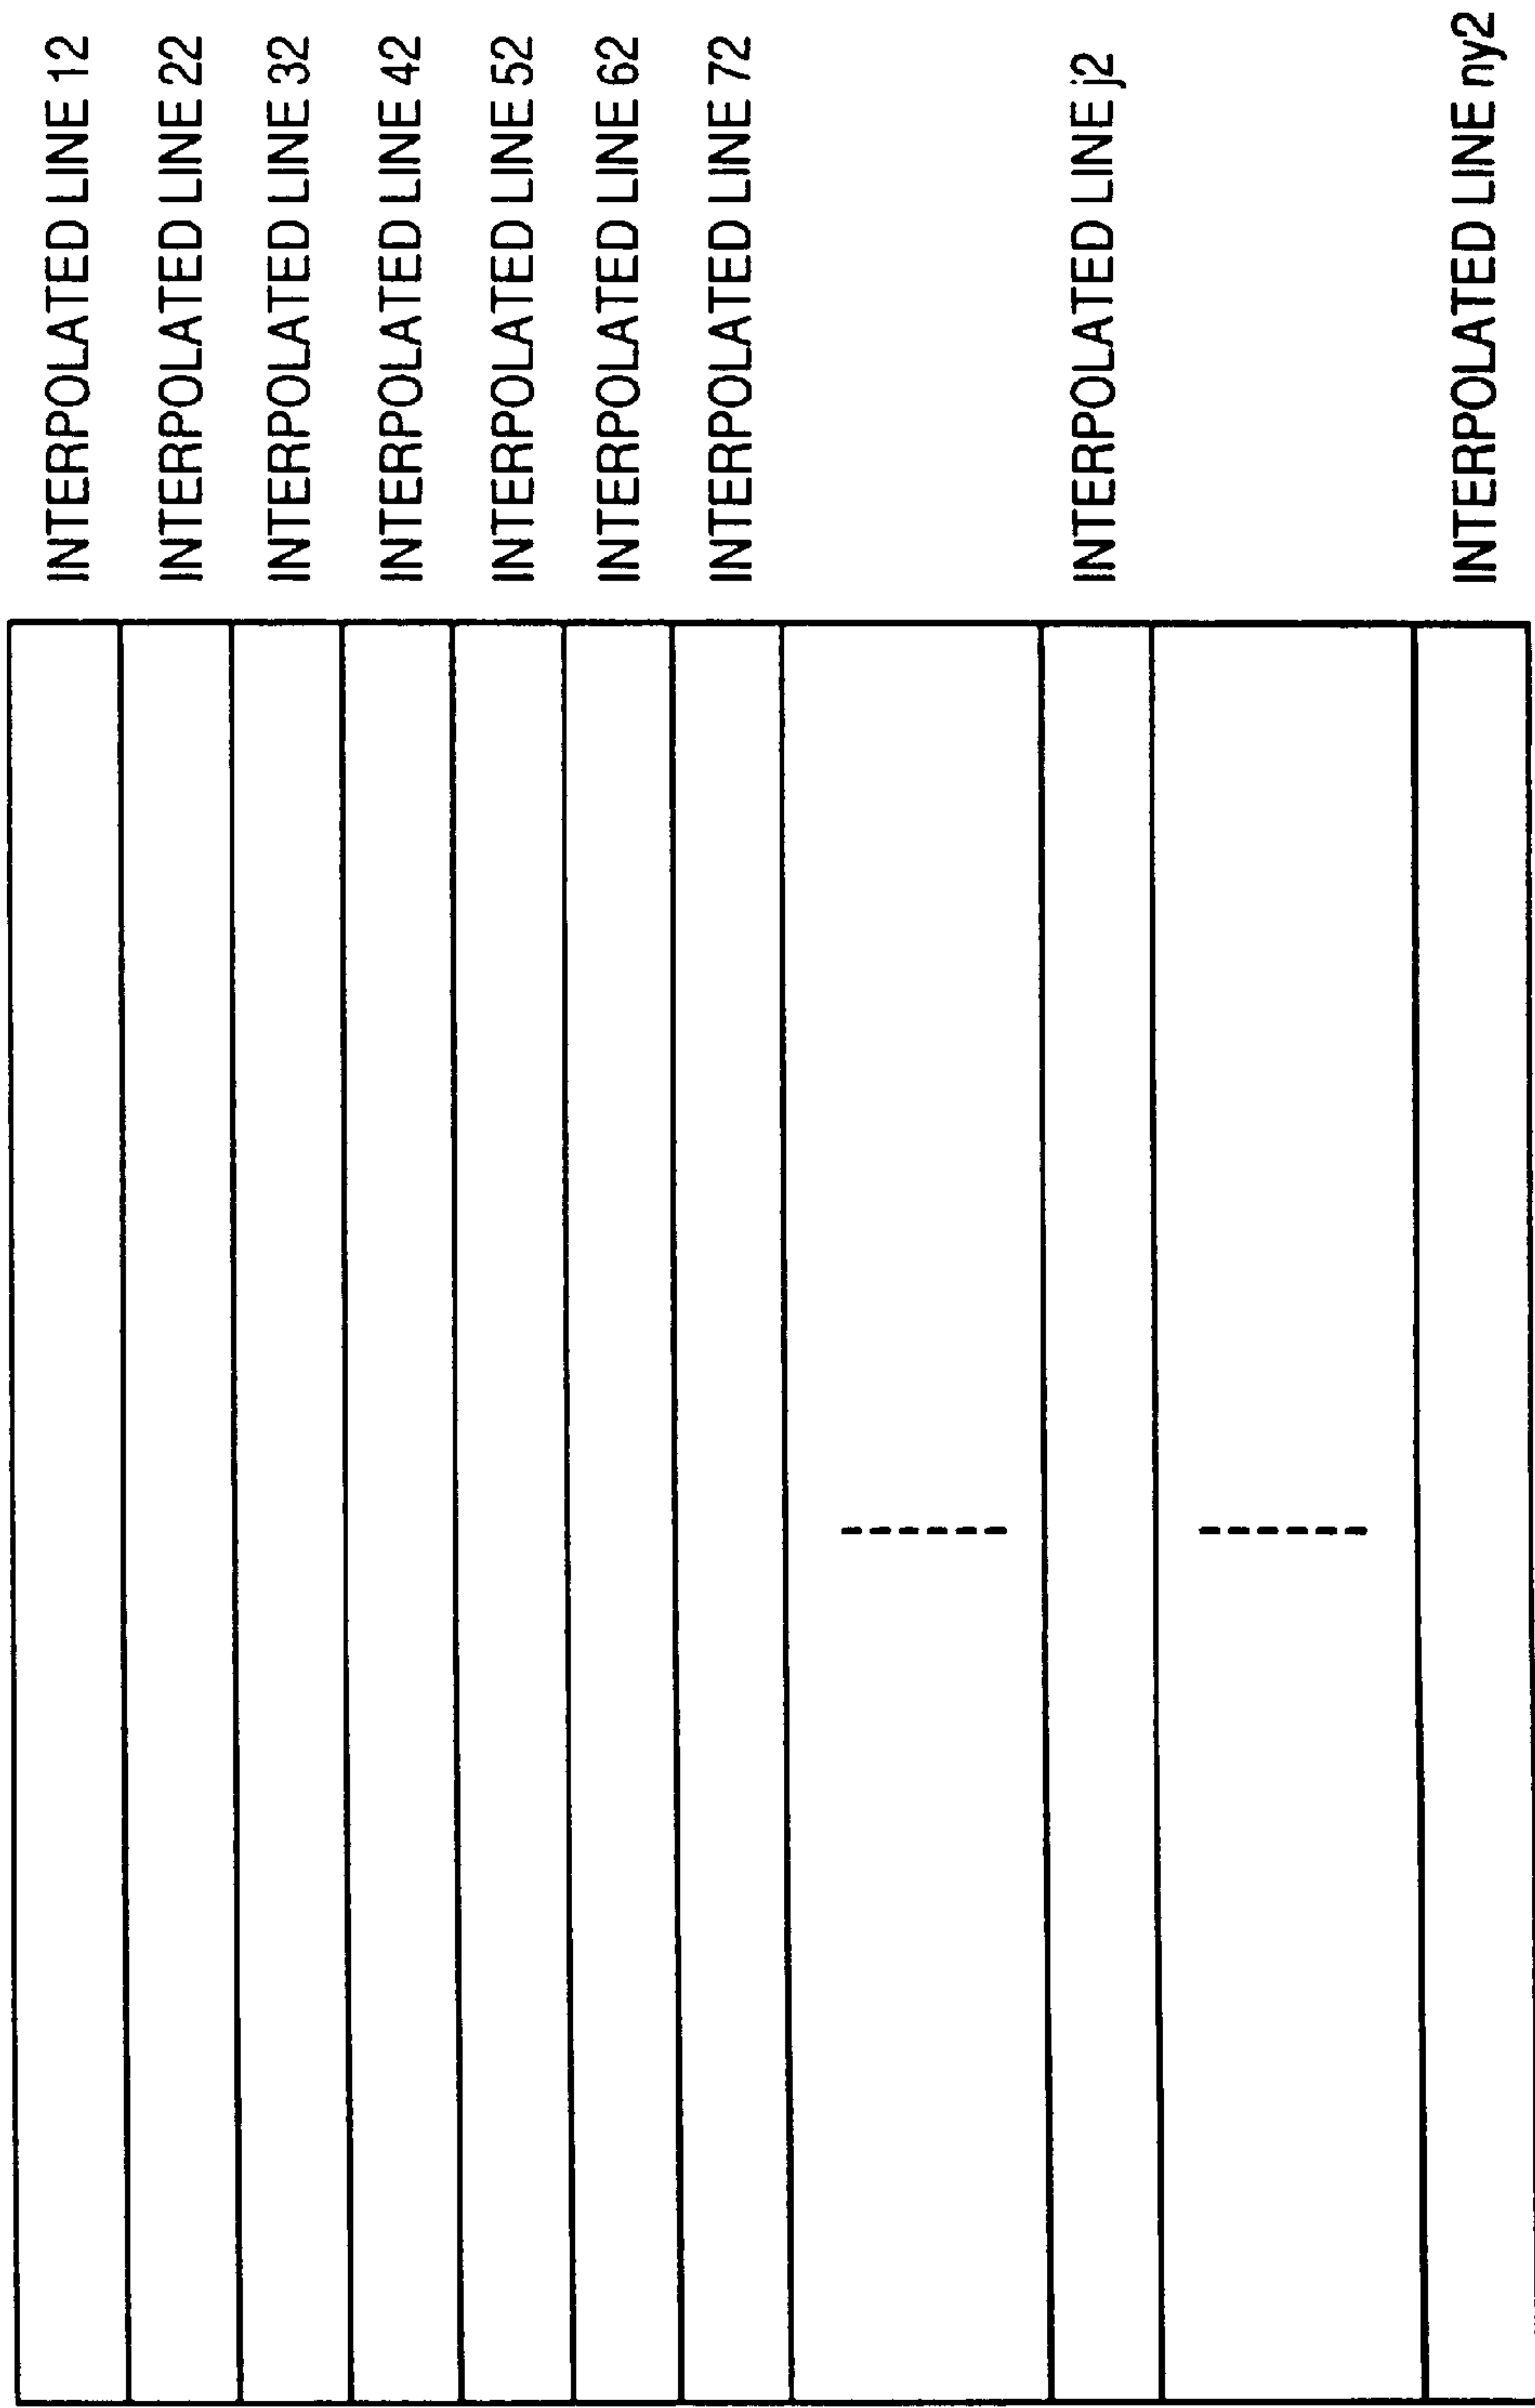 INTERPOLATED LINE 12
INTERPOLATED LINE 22
INTERPOLATED LINE 32
INTERPOLATED LINE 42
INTERPOLATED LINE 52
INTERPOLATED LINE 62
INTERPOLATED LINE 72
INTERPOLATED LINE j2
INTERPOLATED LINE ny2